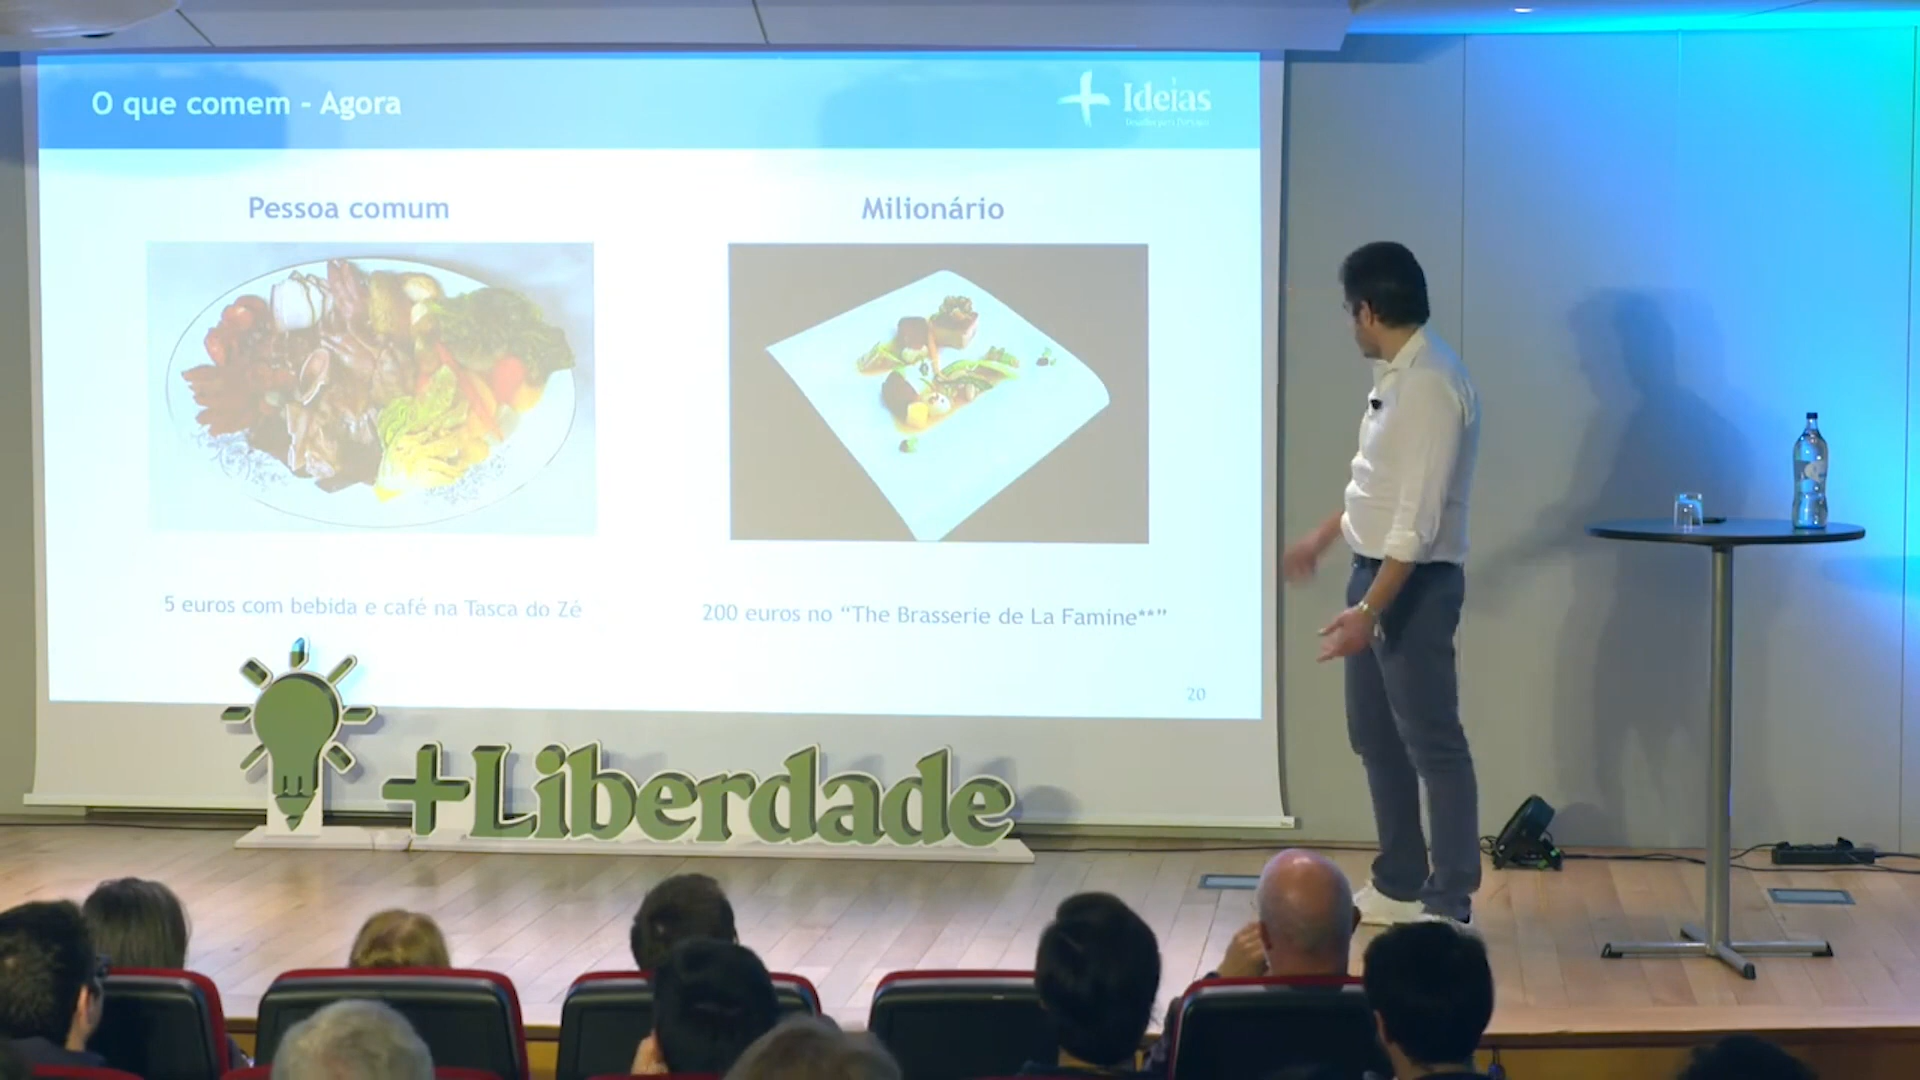 O que comem - Agora
+ Ideias
Pessoa comum
Milionário
5 euros com bebida e café na Tasca do Zé
200 euros no “The Brasserie de La Famine**”
20
+Liberdade